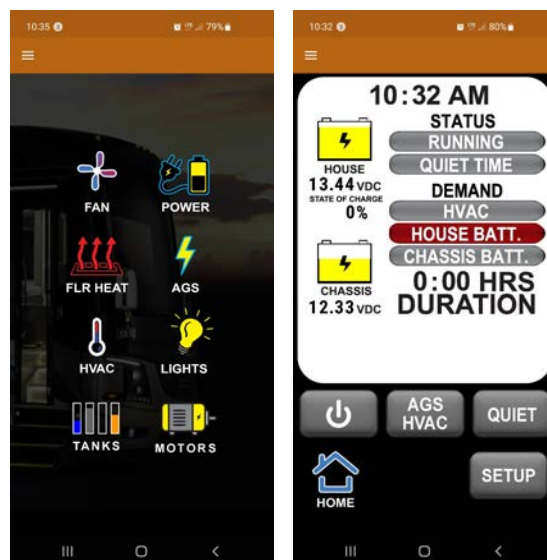 10:35
79%
FAN
POWER
FLR HEAT
AGS
HVAC
LIGHTS
TANKS
MOTORS
10:32
80%
10:32 AM
STATUS
RUNNING
QUIET TIME
HOUSE
13.44 VDC
STATE OF CHARGE
0%
DEMAND
HVAC
HOUSE BATT.
CHASSIS BATT.
CHASSIS
12.33 VDC
0:00 HRS
DURATION
AGS
HVAC
QUIET
HOME
SETUP